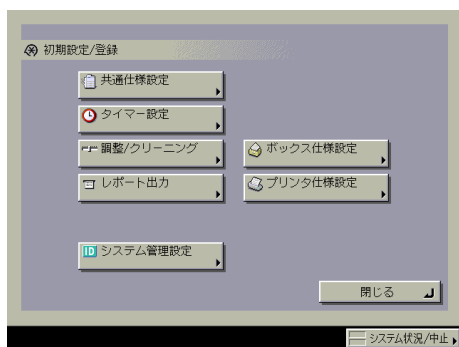 初期設定/登録
共通仕様設定
タイマー設定
調整/クリーニング
ボックス仕様設定
レポート出力
プリンタ仕様設定
ID システム管理設定
閉じる
システム状況/中止